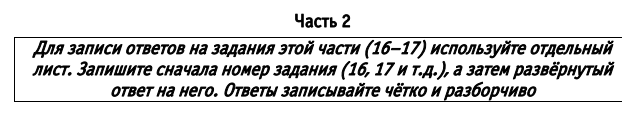 Часть 2
Для записи ответов на задания этой части (16–17) используйте отдельный
лист. Запишите сначала номер задания (16, 17 и т.д.), а затем развёрнутый
ответ на него. Ответы записывайте чётко и разборчиво